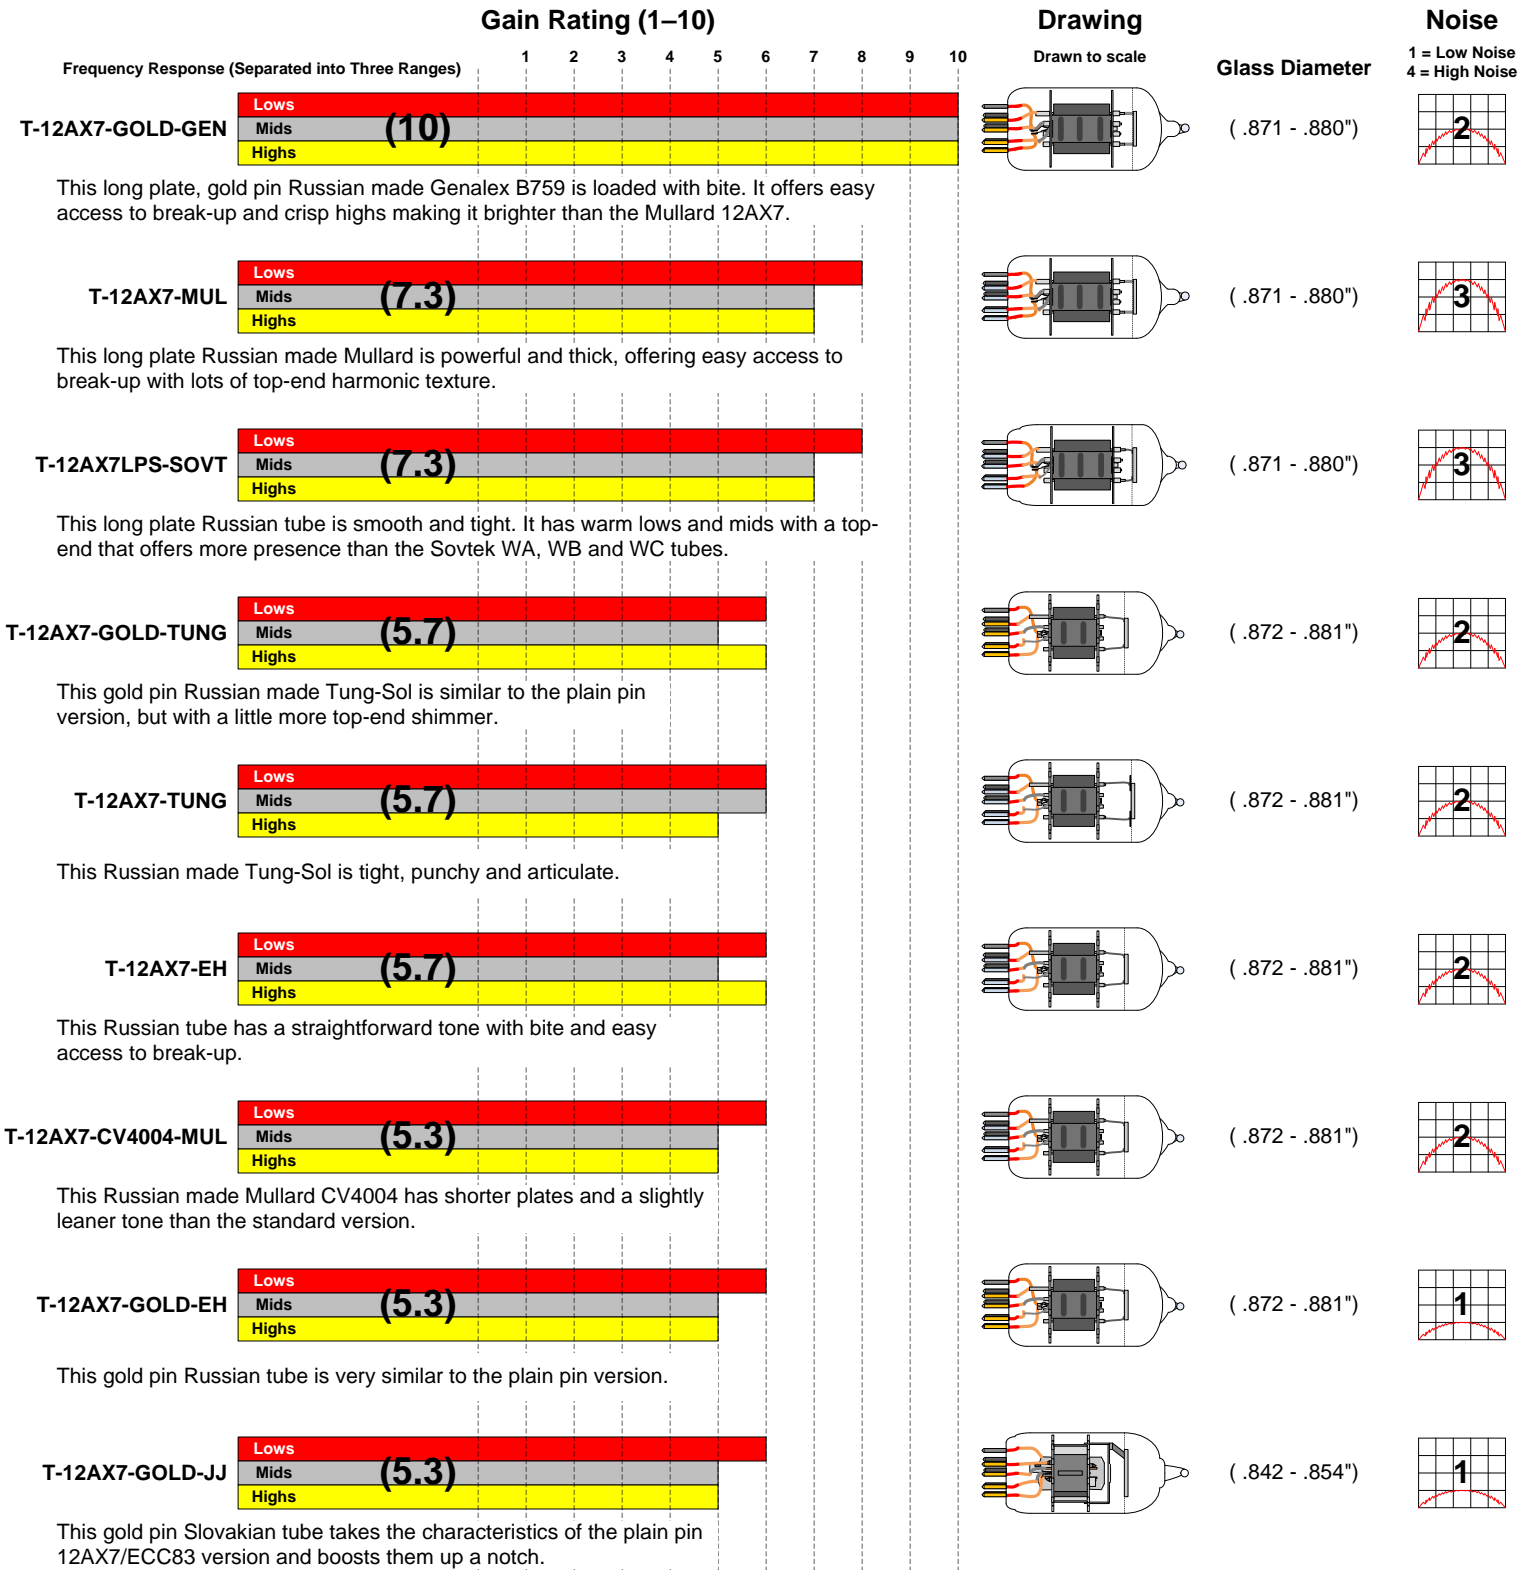 Gain Rating (1–10) Drawing Noise
1 2 3 4 5 6 7 8 9 10 Drawn to scale 1 = Low Noise
Frequency Response (Separated into Three Ranges) Glass Diameter 4 = High Noise
Lows
T-12AX7-GOLD-GEN Mids (10) ( .871 - .880") 2
Highs
This long plate, gold pin Russian made Genalex B759 is loaded with bite. It offers easy
access to break-up and crisp highs making it brighter than the Mullard 12AX7.
Lows
T-12AX7-MUL Mids (7.3) ( .871 - .880") 3
Highs
This long plate Russian made Mullard is powerful and thick, offering easy access to
break-up with lots of top-end harmonic texture.
Lows
T-12AX7LPS-SOVT Mids (7.3) ( .871 - .880") 3
Highs
This long plate Russian tube is smooth and tight. It has warm lows and mids with a top-
end that offers more presence than the Sovtek WA, WB and WC tubes.
Lows
T-12AX7-GOLD-TUNG Mids (5.7) ( .872 - .881") 2
Highs
This gold pin Russian made Tung-Sol is similar to the plain pin
version, but with a little more top-end shimmer.
Lows
T-12AX7-TUNG Mids (5.7) ( .872 - .881") 2
Highs
This Russian made Tung-Sol is tight, punchy and articulate.
Lows
T-12AX7-EH Mids (5.7) ( .872 - .881") 2
Highs
This Russian tube has a straightforward tone with bite and easy
access to break-up.
Lows
T-12AX7-CV4004-MUL Mids (5.3) ( .872 - .881") 2
Highs
This Russian made Mullard CV4004 has shorter plates and a slightly
leaner tone than the standard version.
Lows
T-12AX7-GOLD-EH Mids (5.3) ( .872 - .881") 1
Highs
This gold pin Russian tube is very similar to the plain pin version.
Lows
T-12AX7-GOLD-JJ Mids (5.3) ( .842 - .854") 1
Highs
This gold pin Slovakian tube takes the characteristics of the plain pin
12AX7/ECC83 version and boosts them up a notch.